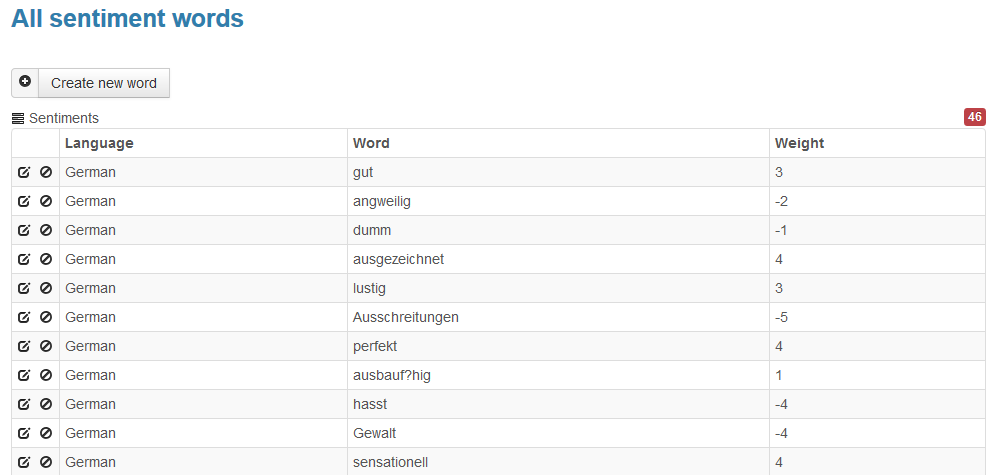 All sentiment words
Create new word
Sentiments 46
Language Word Weight
German gut 3
German angweilig -2
German dumm -1
German ausgezeichnet 4
German lustig 3
German Ausschreitungen -5
German perfekt 4
German ausbauf?hig 1
German hasst -4
German Gewalt -4
German sensationell 4